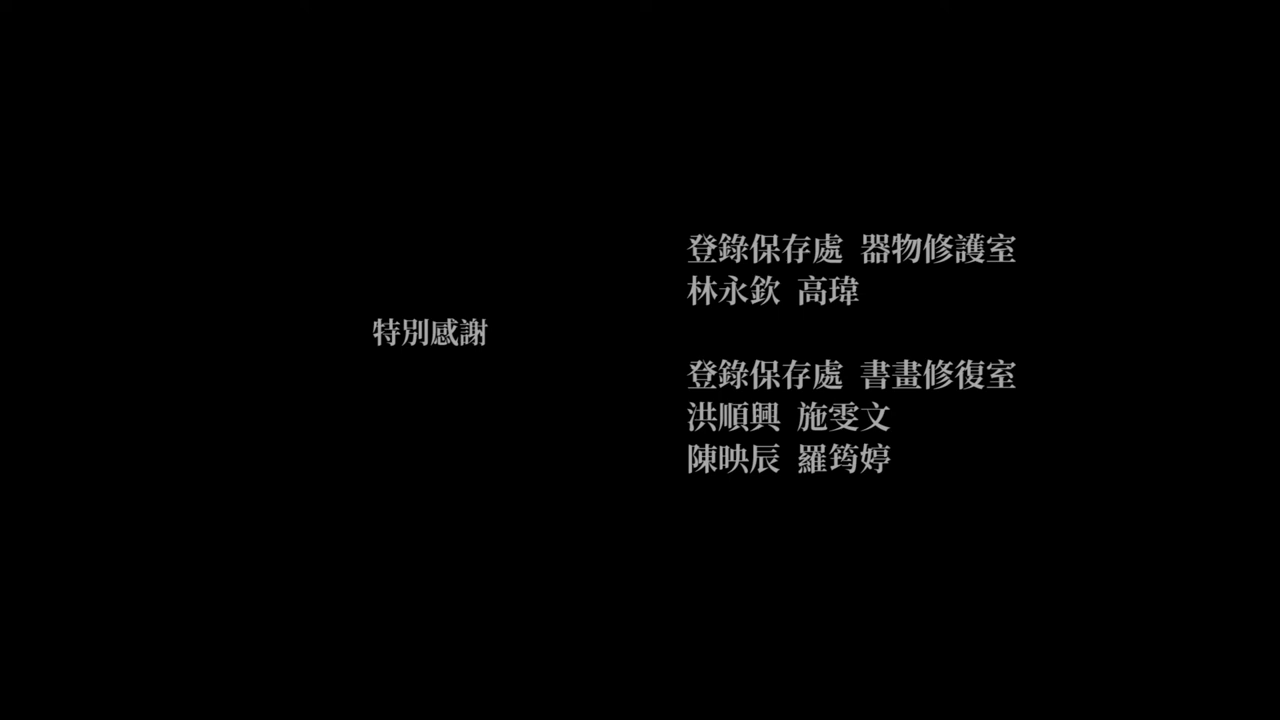 特別感謝
登錄保存處 器物修護室
林永欽 高瑋
登錄保存處 書畫修復室
洪順興 施雯文
陳映辰 羅筠婷